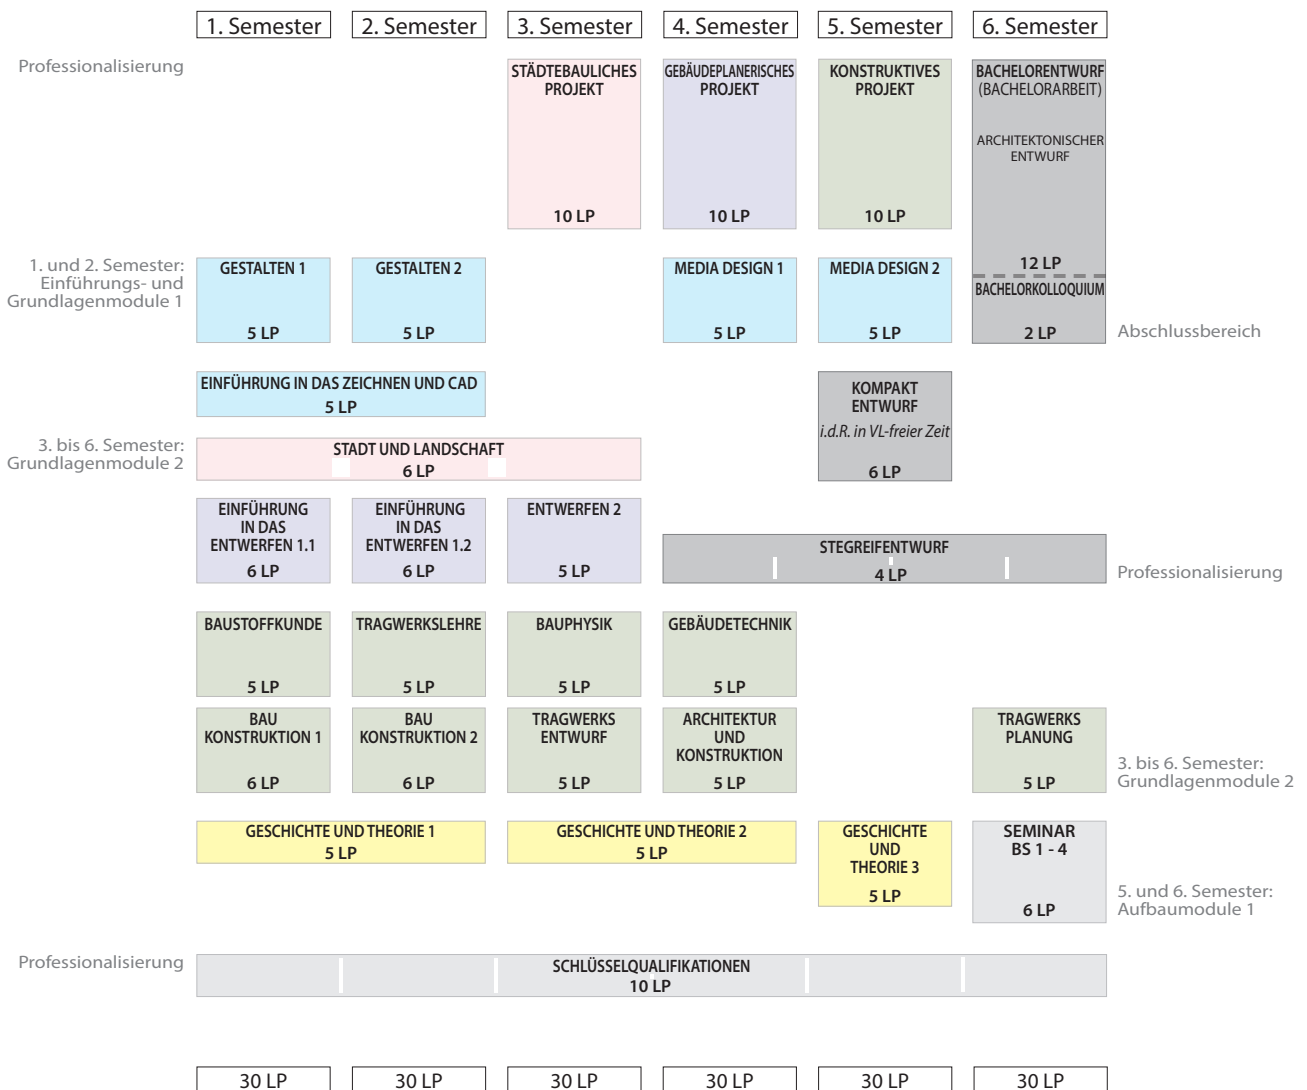 1. Semester
2. Semester
3. Semester
4. Semester
5. Semester
6. Semester
Professionalisierung
STÄDTEBAULICHES
PROJEKT
10 LP
GEBÄUDEPLANERISCHES
PROJEKT
10 LP
KONSTRUKTIVES
PROJEKT
10 LP
BACHELORENTWURF
(BACHELORARBEIT)
ARCHITEKTONISCHER
ENTWURF
12 LP
BACHELORKOLLOQUIUM
2 LP
Abschlussbereich
1. und 2. Semester:
Einführungs- und
Grundlagenmodule 1
GESTALTEN 1
5 LP
GESTALTEN 2
5 LP
MEDIA DESIGN 1
5 LP
MEDIA DESIGN 2
5 LP
EINFÜHRUNG IN DAS ZEICHNEN UND CAD
5 LP
KOMPAKT
ENTWURF
i.d.R. in VL-freier Zeit
6 LP
3. bis 6. Semester:
Grundlagenmodule 2
STADT UND LANDSCHAFT
6 LP
EINFÜHRUNG
IN DAS
ENTWERFEN 1.1
6 LP
EINFÜHRUNG
IN DAS
ENTWERFEN 1.2
6 LP
ENTWERFEN 2
5 LP
STEGREIFENTWURF
4 LP
Professionalisierung
BAUSTOFFKUNDE
5 LP
TRAGWERKSLEHRE
5 LP
BAUPHYSIK
5 LP
GEBÄUDETECHNIK
5 LP
BAU
KONSTRUKTION 1
6 LP
BAU
KONSTRUKTION 2
6 LP
TRAGWERKS
ENTWURF
5 LP
ARCHITEKTUR
UND
KONSTRUKTION
5 LP
TRAGWERKS
PLANUNG
5 LP
3. bis 6. Semester:
Grundlagenmodule 2
GESCHICHTE UND THEORIE 1
5 LP
GESCHICHTE UND THEORIE 2
5 LP
GESCHICHTE
UND
THEORIE 3
5 LP
SEMINAR
BS 1 - 4
6 LP
5. und 6. Semester:
Aufbaumodule 1
Professionalisierung
SCHLÜSSELQUALIFIKATIONEN
10 LP
30 LP
30 LP
30 LP
30 LP
30 LP
30 LP